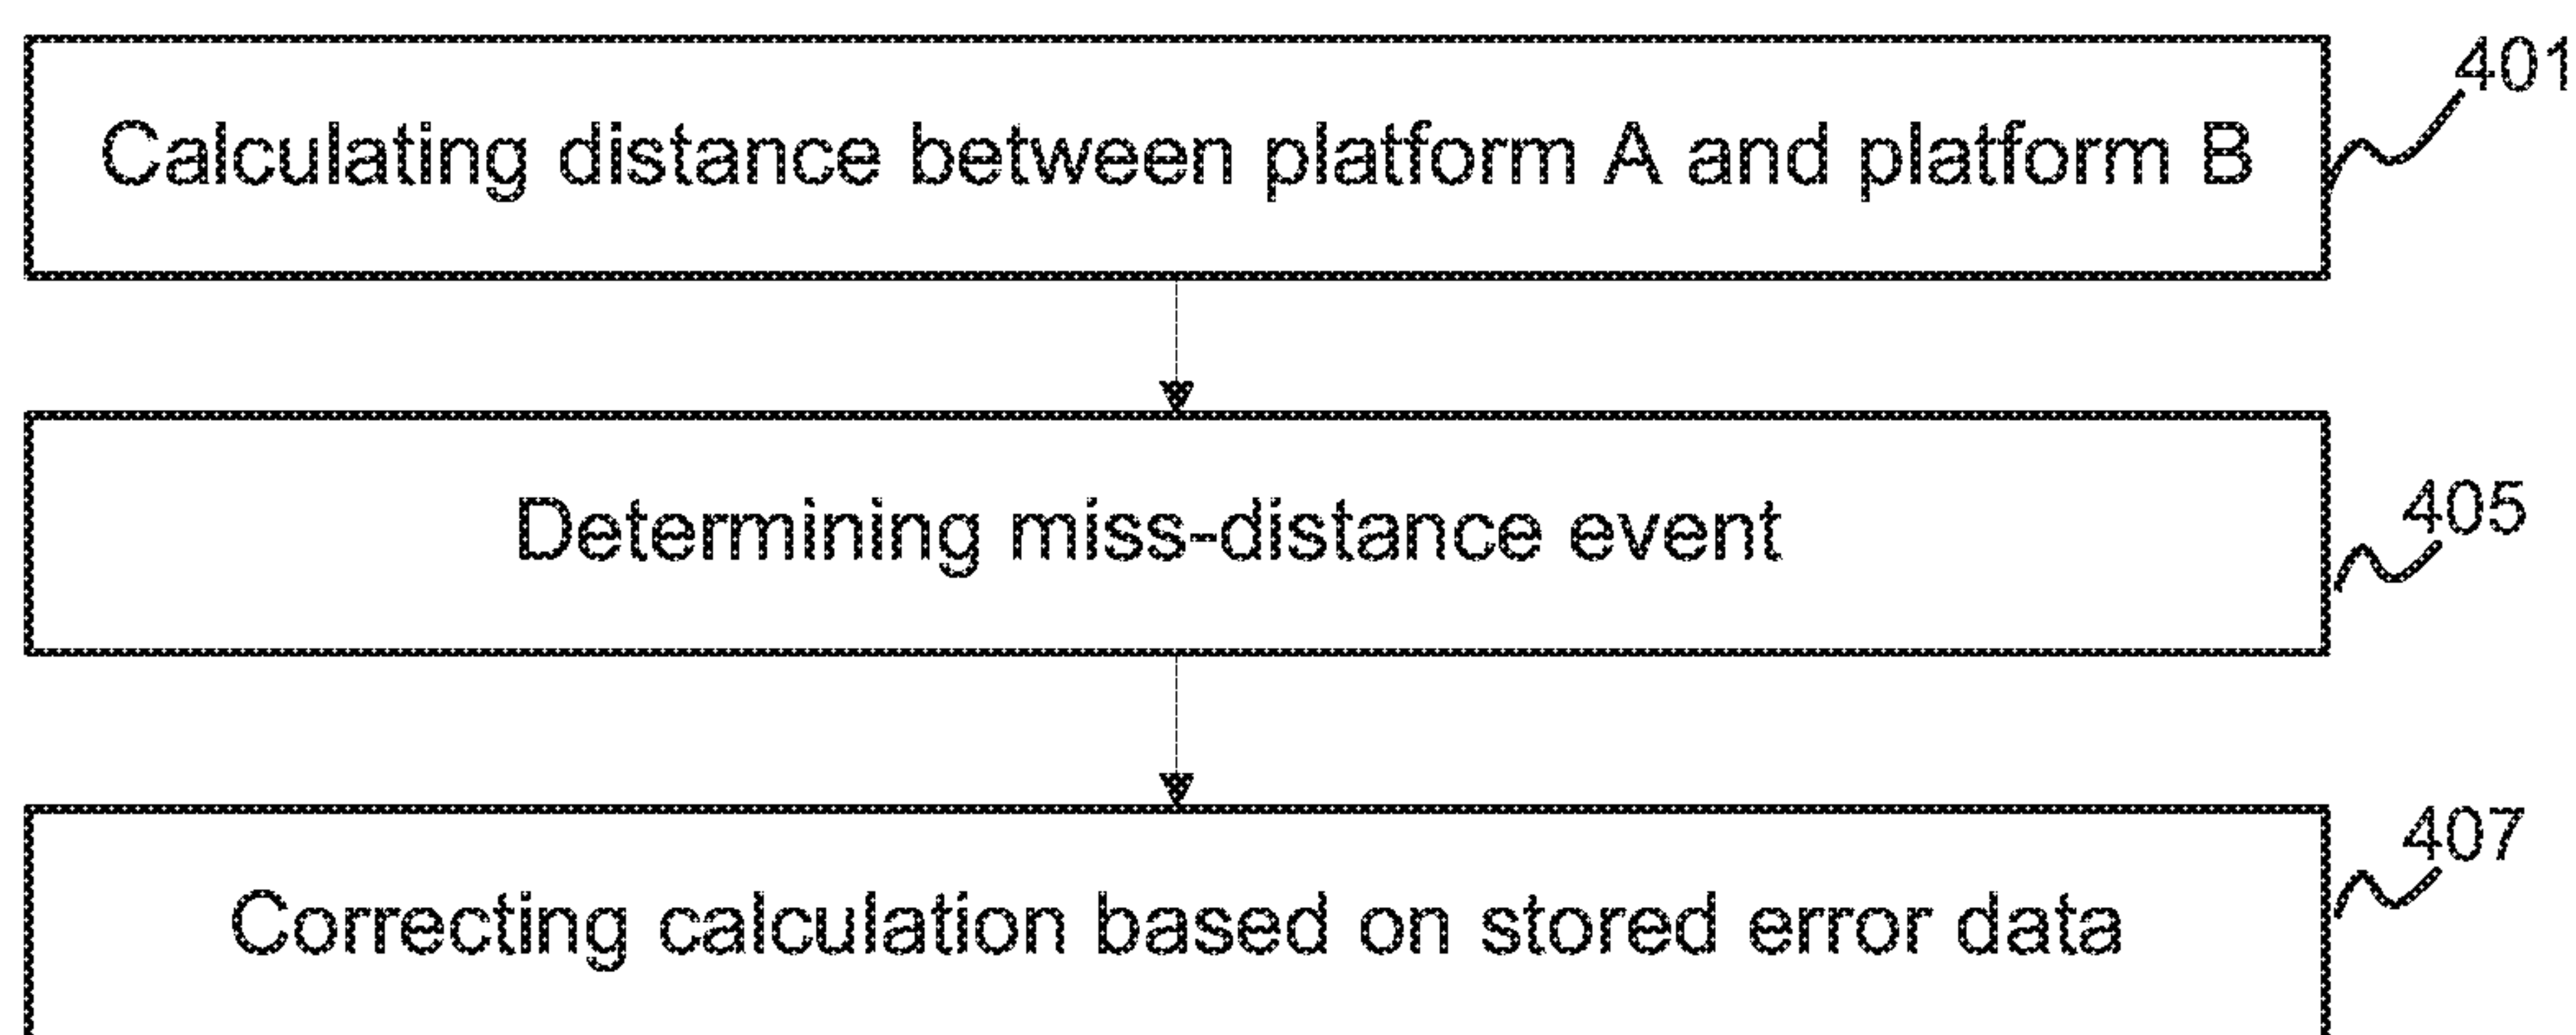 401
Calculating distance between platform A and platform B
405
Determining miss-distance event
407
Correcting calculation based on stored error data